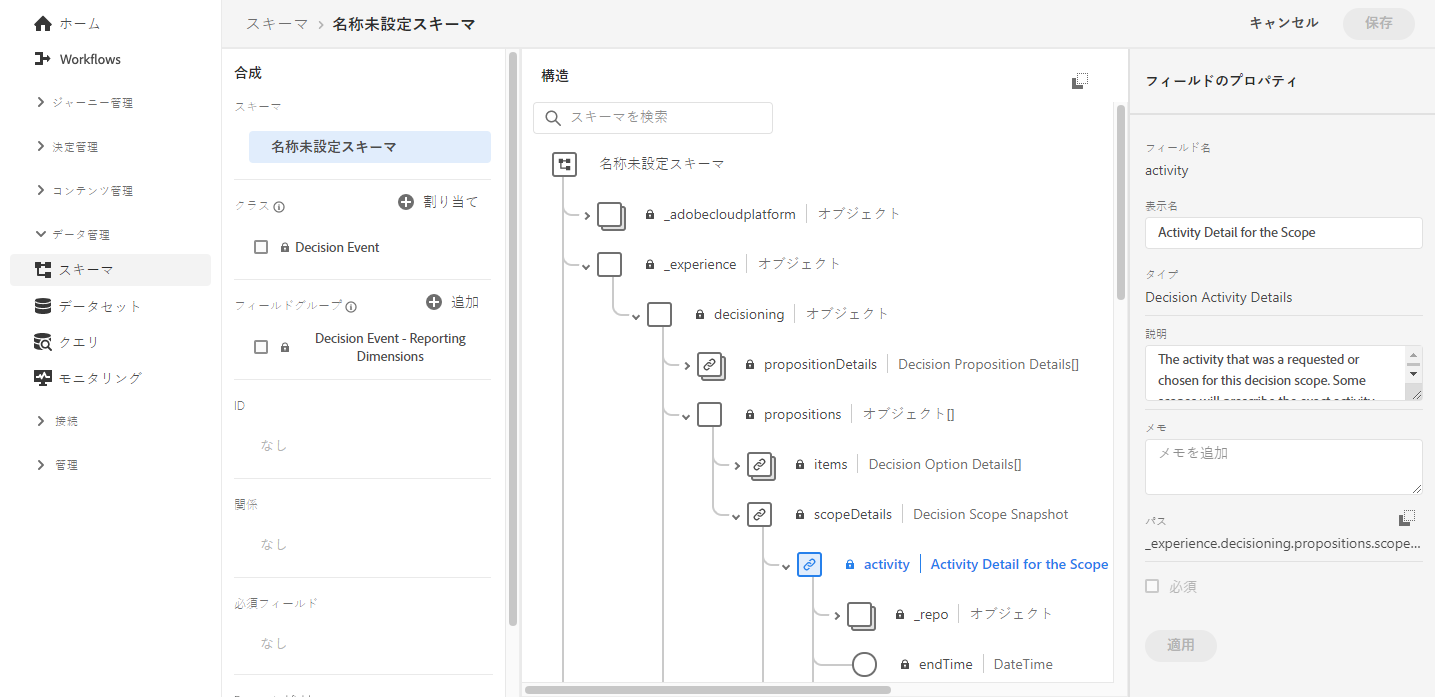 ホーム
Workflows
ジャーニー管理
決定管理
コンテンツ管理
データ管理
スキーマ
データセット
クエリ
モニタリング
接続
管理
スキーマ > 名称未設定スキーマ
キャンセル
保存
合成
スキーマ
名称未設定スキーマ
クラス
割り当て
Decision Event
フィールドグループ
追加
Decision Event - Reporting
Dimensions
ID
なし
関係
なし
必須フィールド
なし
構造
スキーマを検索
名称未設定スキーマ
_adobecloudplatform オブジェクト
_experience オブジェクト
decisioning オブジェクト
propositionDetails Decision Proposition Details[]
propositions オブジェクト[]
items Decision Option Details[]
scopeDetails Decision Scope Snapshot
activity Activity Detail for the Scope
_repo オブジェクト
endTime DateTime
フィールドのプロパティ
フィールド名
activity
表示名
Activity Detail for the Scope
タイプ
Decision Activity Details
説明
The activity that was a requested or
chosen for this decision scope. Some
scopes will prescribe the exact activity
メモ
メモを追加
パス
_experience.decisioning.propositions.scope...
必須
適用